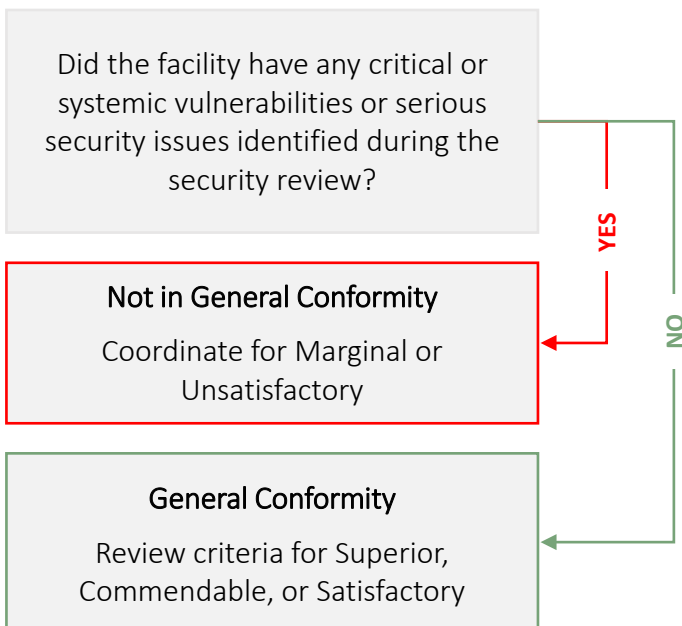 Did the facility have any critical or
systemic vulnerabilities or serious
security issues identified during the
security review?
YES
Not in General Conformity
Coordinate for Marginal or
Unsatisfactory
NO
General Conformity
Review criteria for Superior,
Commendable, or Satisfactory